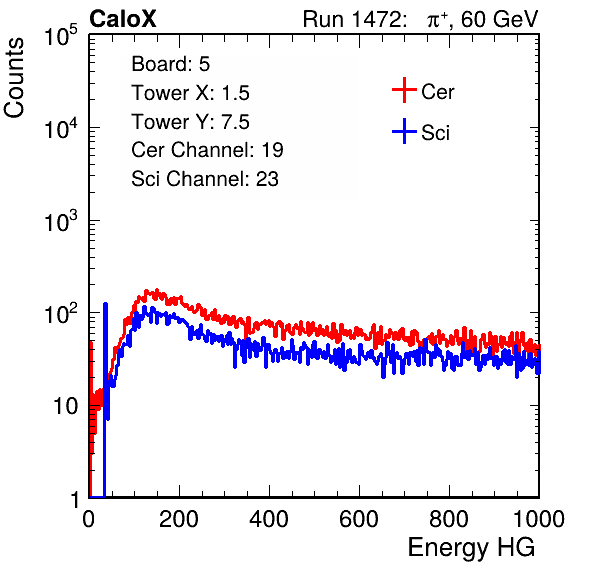 CaloX Run 1472: π⁺, 60 GeV
Counts
10⁵
10⁴
10³
10²
10
1
Board: 5
Tower X: 1.5
Tower Y: 7.5
Cer Channel: 19
Sci Channel: 23
Cer
Sci
0 200 400 600 800 1000
Energy HG